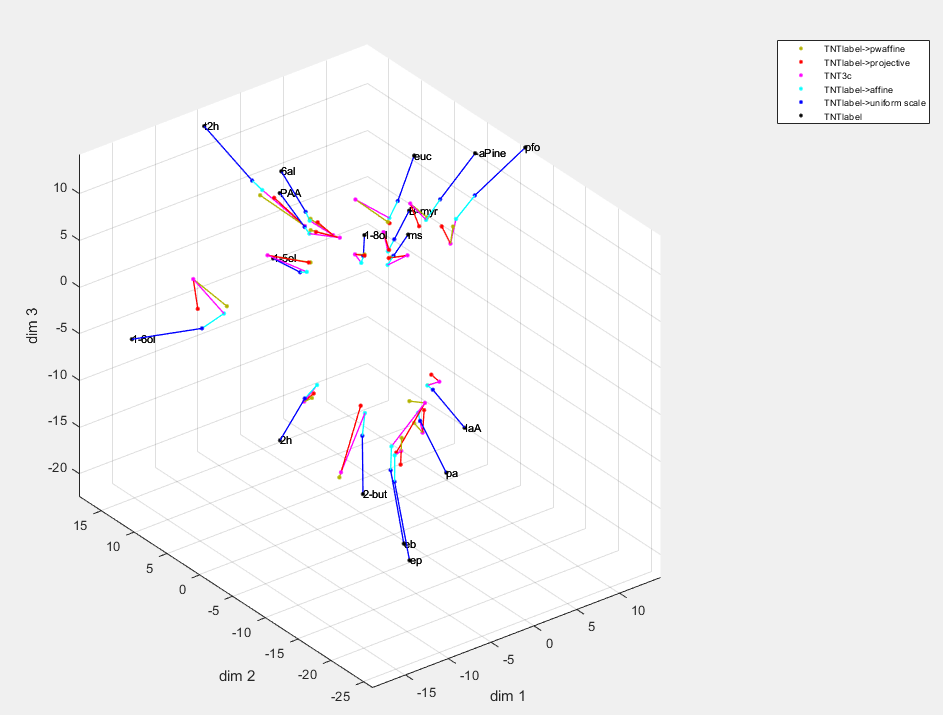 TNTlabel->pwaffine
TNTlabel->projective
TNT3c
TNTlabel->affine
TNTlabel->uniform scale
TNTlabel
t2h
euc
-aPine
pfo
6al
PAA
B-myr
1-8ol
ms
1-5ol
1-6ol
2h
IaA
pa
2-but
eb
ep
10
5
0
-5
-10
-15
-20
dim 3
15
10
5
0
-5
-10
-15
-20
-25
dim 2
-15
-10
-5
0
5
10
dim 1